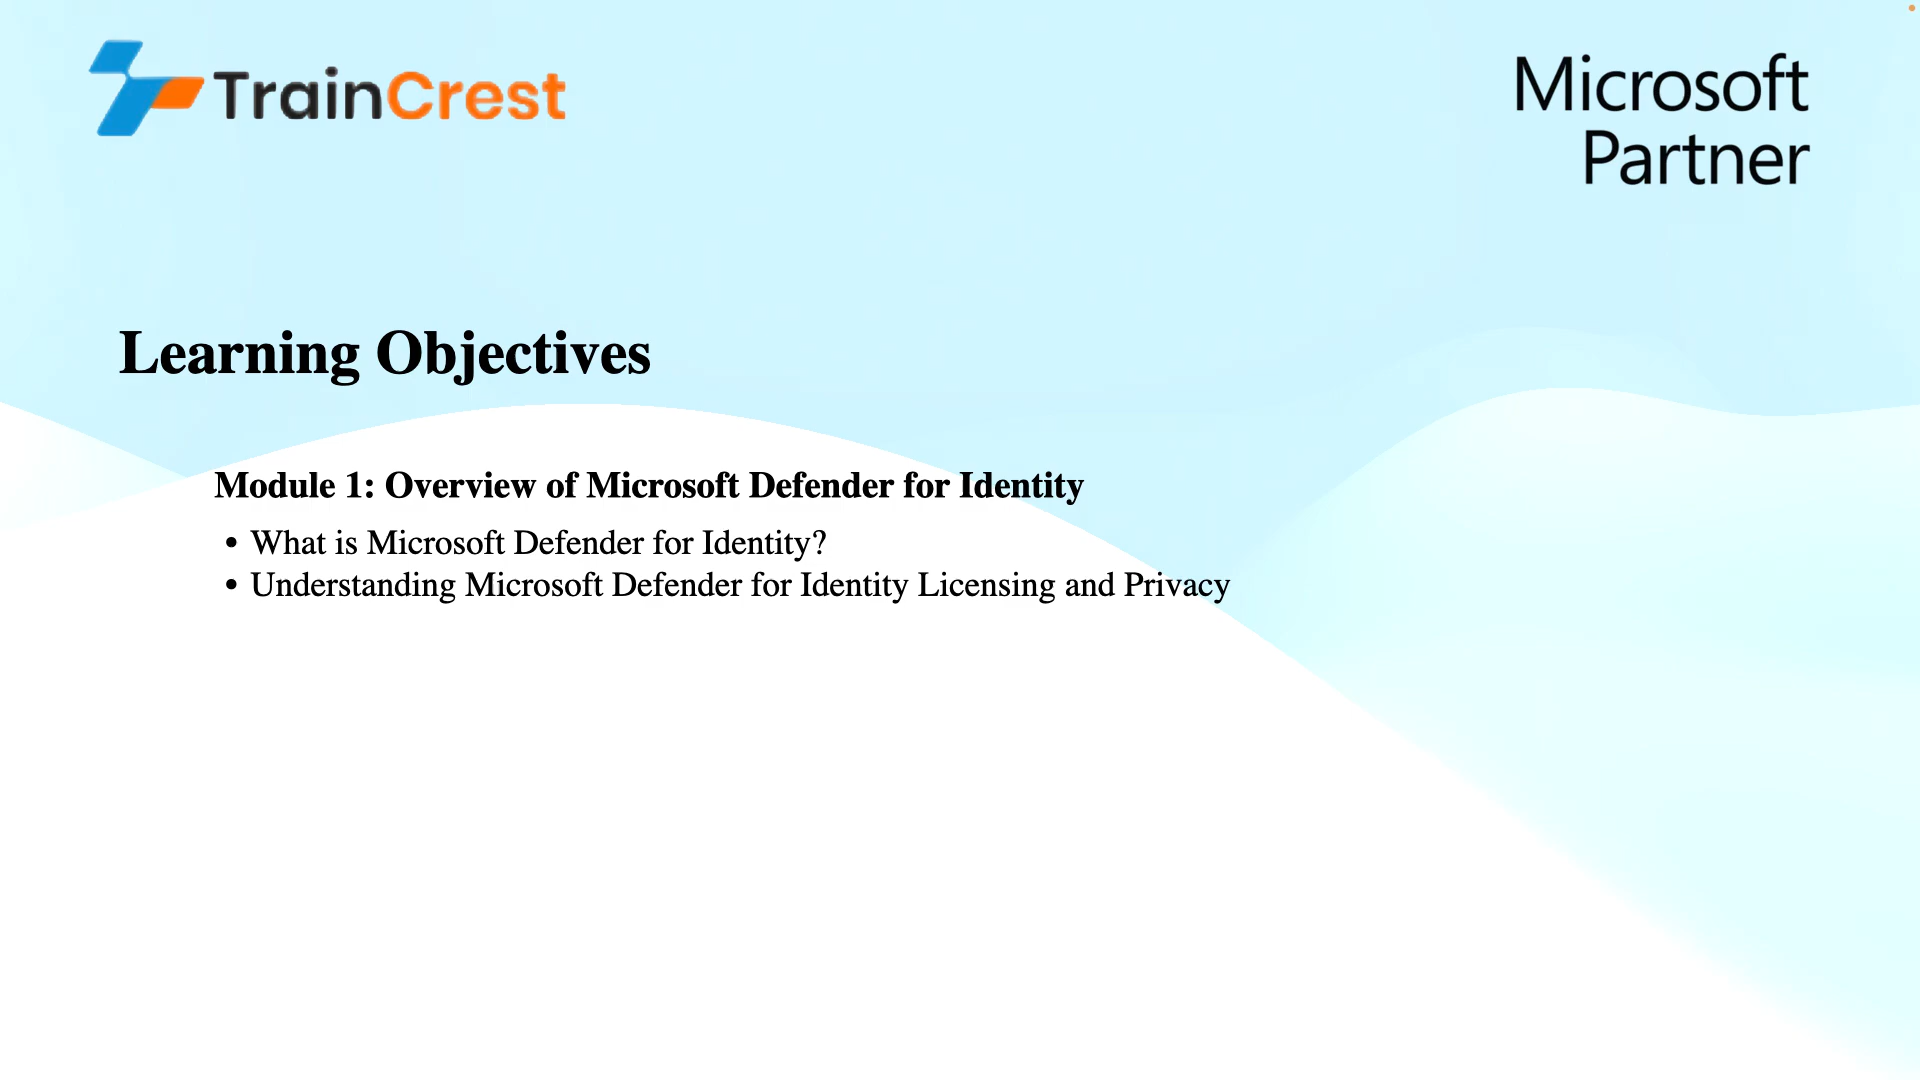 TrainCrest
Microsoft
Partner
Learning Objectives
Module 1: Overview of Microsoft Defender for Identity
• What is Microsoft Defender for Identity?
• Understanding Microsoft Defender for Identity Licensing and Privacy